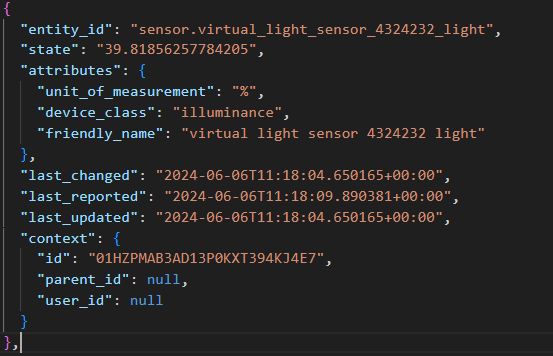 {
"entity_id": "sensor.virtual_light_sensor_4324232_light",
"state": "39.81856257784205",
"attributes": {
"unit_of_measurement": "%",
"device_class": "illuminance",
"friendly_name": "virtual light sensor 4324232 light"
},
"last_changed": "2024-06-06T11:18:04.650165+00:00",
"last_reported": "2024-06-06T11:18:09.890381+00:00",
"last_updated": "2024-06-06T11:18:04.650165+00:00",
"context": {
"id": "01HZPMAB3AD13P0KXT394KJ4E7",
"parent_id": null,
"user_id": null
}
},